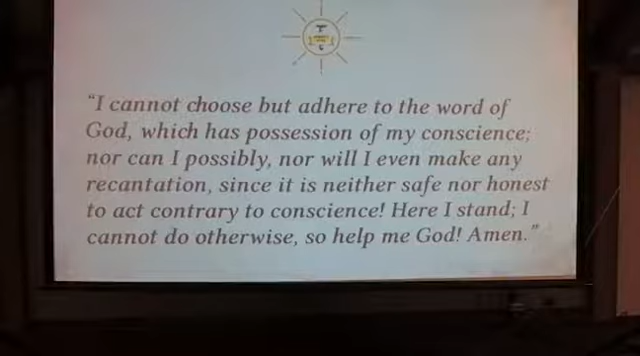 “I cannot choose but adhere to the word of
God, which has possession of my conscience;
nor can I possibly, nor will I even make any
recantation, since it is neither safe nor honest
to act contrary to conscience! Here I stand; I
cannot do otherwise, so help me God! Amen.”